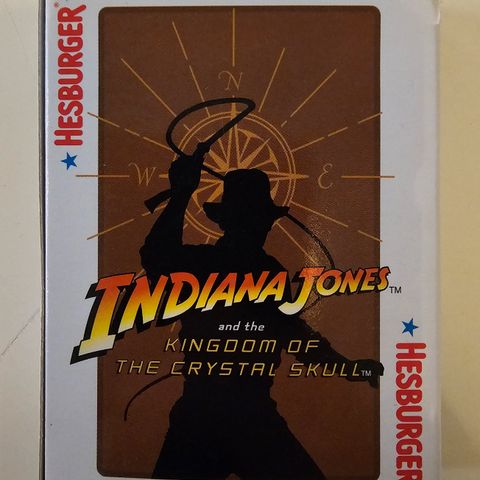 HESBURGER
N
W
E
INDIANA JONES™
and the
KINGDOM OF
THE CRYSTAL SKULL™
HESBURGER